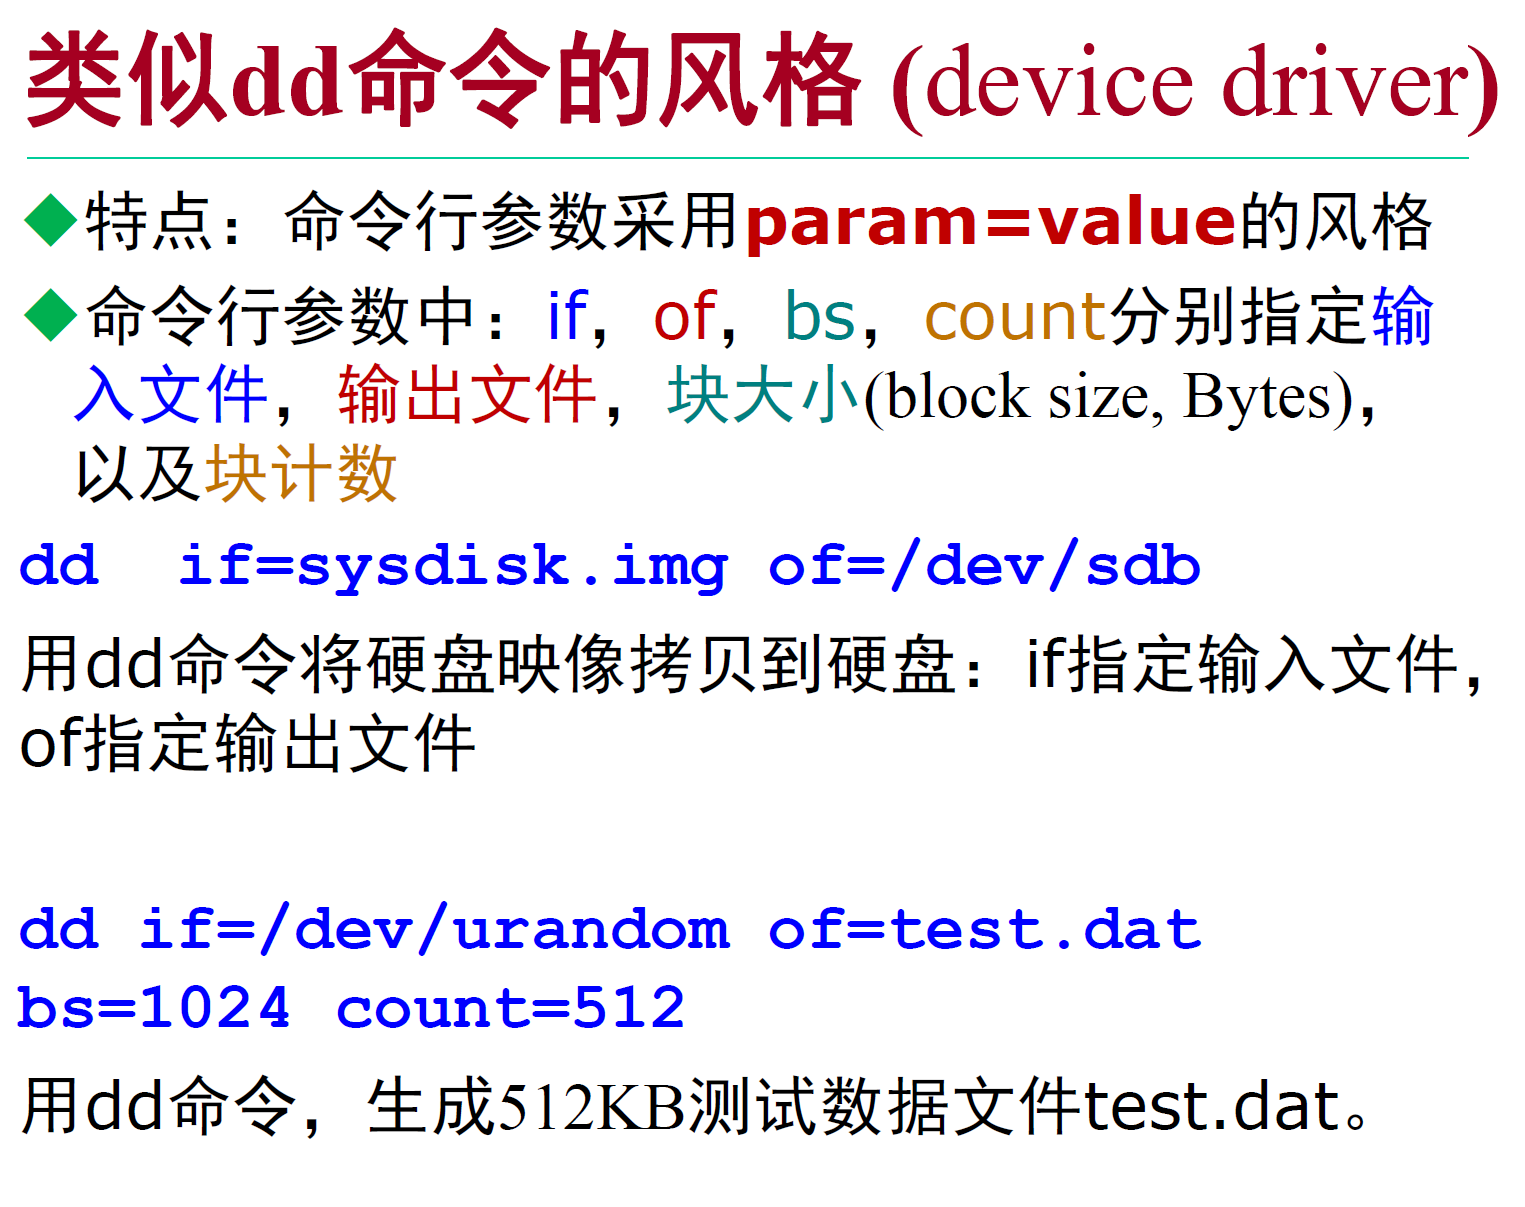 类似dd命令的风格 (device driver)
◆特点：命令行参数采用param=value的风格
◆命令行参数中：if，of，bs，count分别指定输
入文件，输出文件，块大小(block size, Bytes)，
以及块计数
dd  if=sysdisk.img of=/dev/sdb
用dd命令将硬盘映像拷贝到硬盘：if指定输入文件，
of指定输出文件
dd if=/dev/urandom of=test.dat
bs=1024 count=512
用dd命令，生成512KB测试数据文件test.dat。